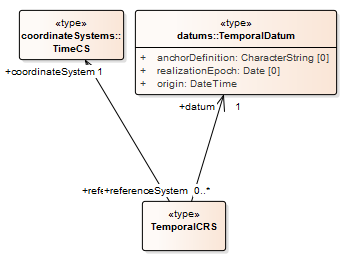 «type»
coordinateSystems::
TimeCS
«type»
datums::TemporalDatum
+ anchorDefinition: CharacterString [0]
+ realizationEpoch: Date [0]
+ origin: DateTime
+coordinateSystem 1
+datum 1
+referenceSystem 0..*
«type»
TemporalCRS